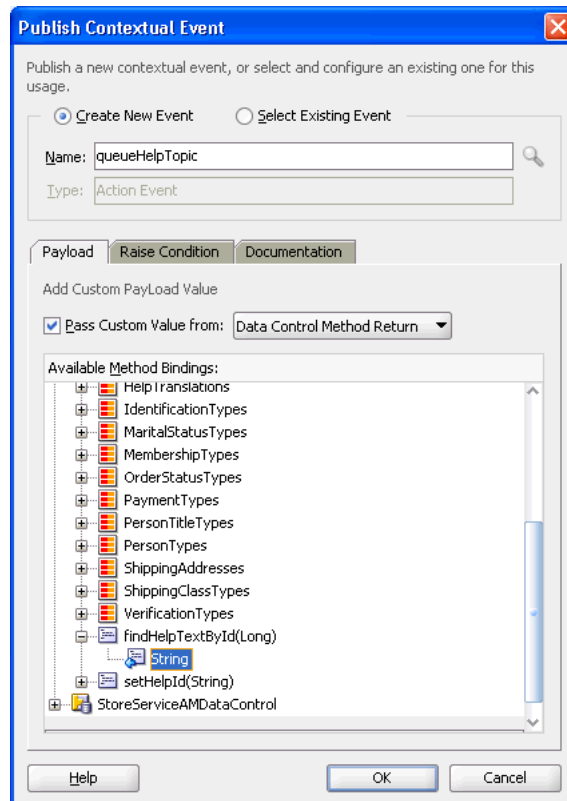 Publish Contextual Event
Publish a new contextual event, or select and configure an existing one for this
usage.
Create New Event Select Existing Event
Name: queueHelpTopic
Type: Action Event
Payload Raise Condition Documentation
Add Custom PayLoad Value
Pass Custom Value from: Data Control Method Return
Available Method Bindings:
HelpTranslations
IdentificationTypes
MaritalStatusTypes
MembershipTypes
OrderStatusTypes
PaymentTypes
PersonTitleTypes
PersonTypes
ShippingAddresses
ShippingClassTypes
VerificationTypes
findHelpTextById(Long)
String
setHelpId(String)
StoreServiceAMDataControl
Help OK Cancel